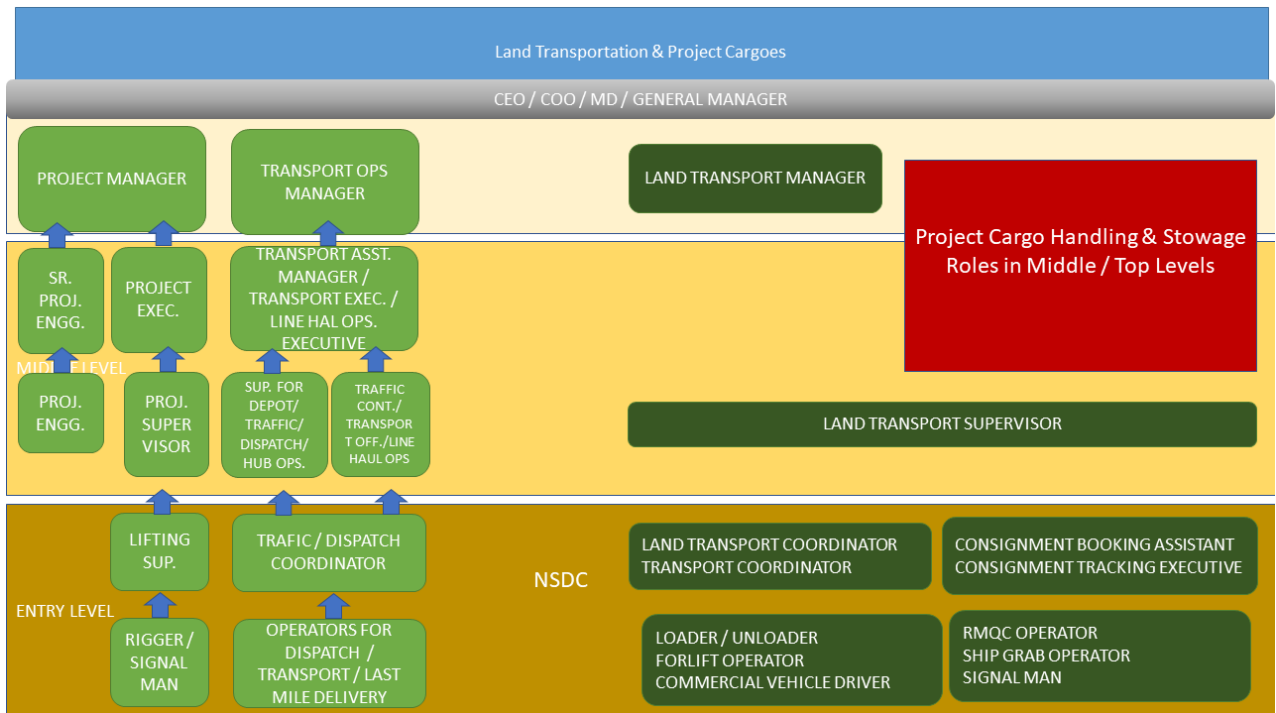 Land Transportation & Project Cargoes
CEO / COO / MD / GENERAL MANAGER
PROJECT MANAGER
TRANSPORT OPS
MANAGER
LAND TRANSPORT MANAGER
Project Cargo Handling & Stowage
Roles in Middle / Top Levels
SR.
PROJ.
ENGG.
PROJECT
EXEC.
TRANSPORT ASST.
MANAGER /
TRANSPORT EXEC. /
LINE HAL OPS.
EXECUTIVE
MIDDLE LEVEL
PROJ.
ENGG.
PROJ.
SUPER
VISOR
SUP. FOR
DEPOT/
TRAFFIC/
DISPATCH/
HUB OPS.
TRAFFIC
CONT./
TRANSPOR
T OFF./LINE
HAUL OPS
LAND TRANSPORT SUPERVISOR
LIFTING
SUP.
TRAFIC / DISPATCH
COORDINATOR
NSDC
LAND TRANSPORT COORDINATOR
TRANSPORT COORDINATOR
CONSIGNMENT BOOKING ASSISTANT
CONSIGNMENT TRACKING EXECUTIVE
ENTRY LEVEL
RIGGER /
SIGNAL
MAN
OPERATORS FOR
DISPATCH /
TRANSPORT / LAST
MILE DELIVERY
LOADER / UNLOADER
FORLIFT OPERATOR
COMMERCIAL VEHICLE DRIVER
RMQC OPERATOR
SHIP GRAB OPERATOR
SIGNAL MAN